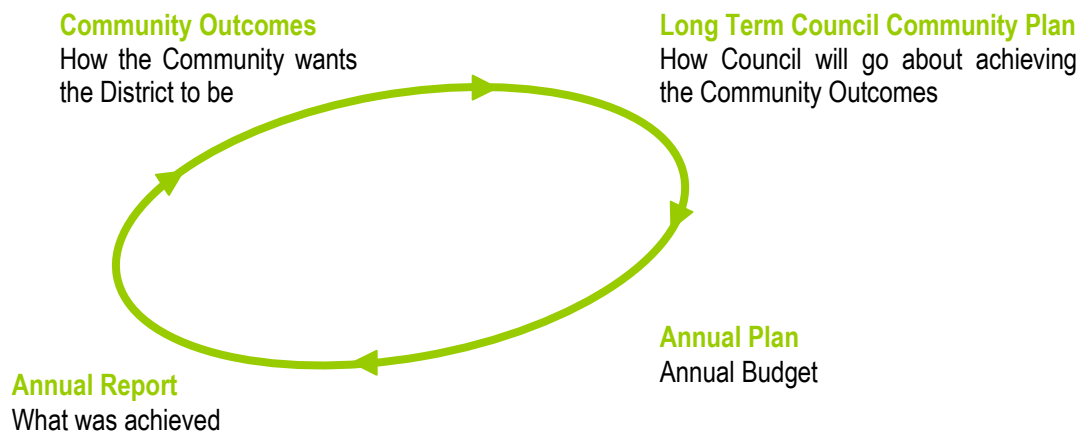 Community Outcomes
How the Community wants
the District to be
Long Term Council Community Plan
How Council will go about achieving
the Community Outcomes
Annual Plan
Annual Budget
Annual Report
What was achieved